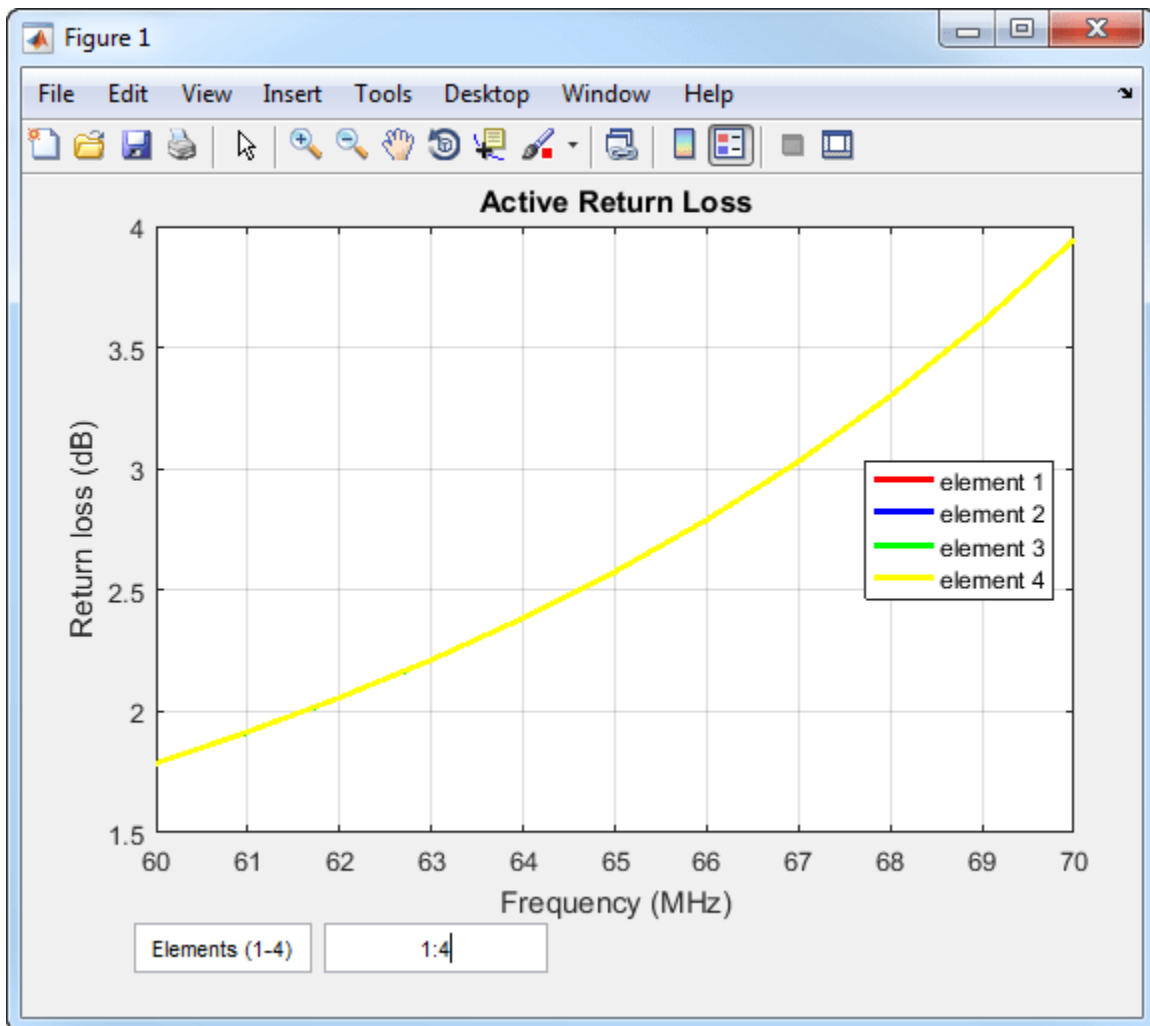 Figure 1
File Edit View Insert Tools Desktop Window Help
Active Return Loss
4
3.5
3
2.5
2
1.5
Return loss (dB)
element 1
element 2
element 3
element 4
60 61 62 63 64 65 66 67 68 69 70
Frequency (MHz)
Elements (1-4) 1:4